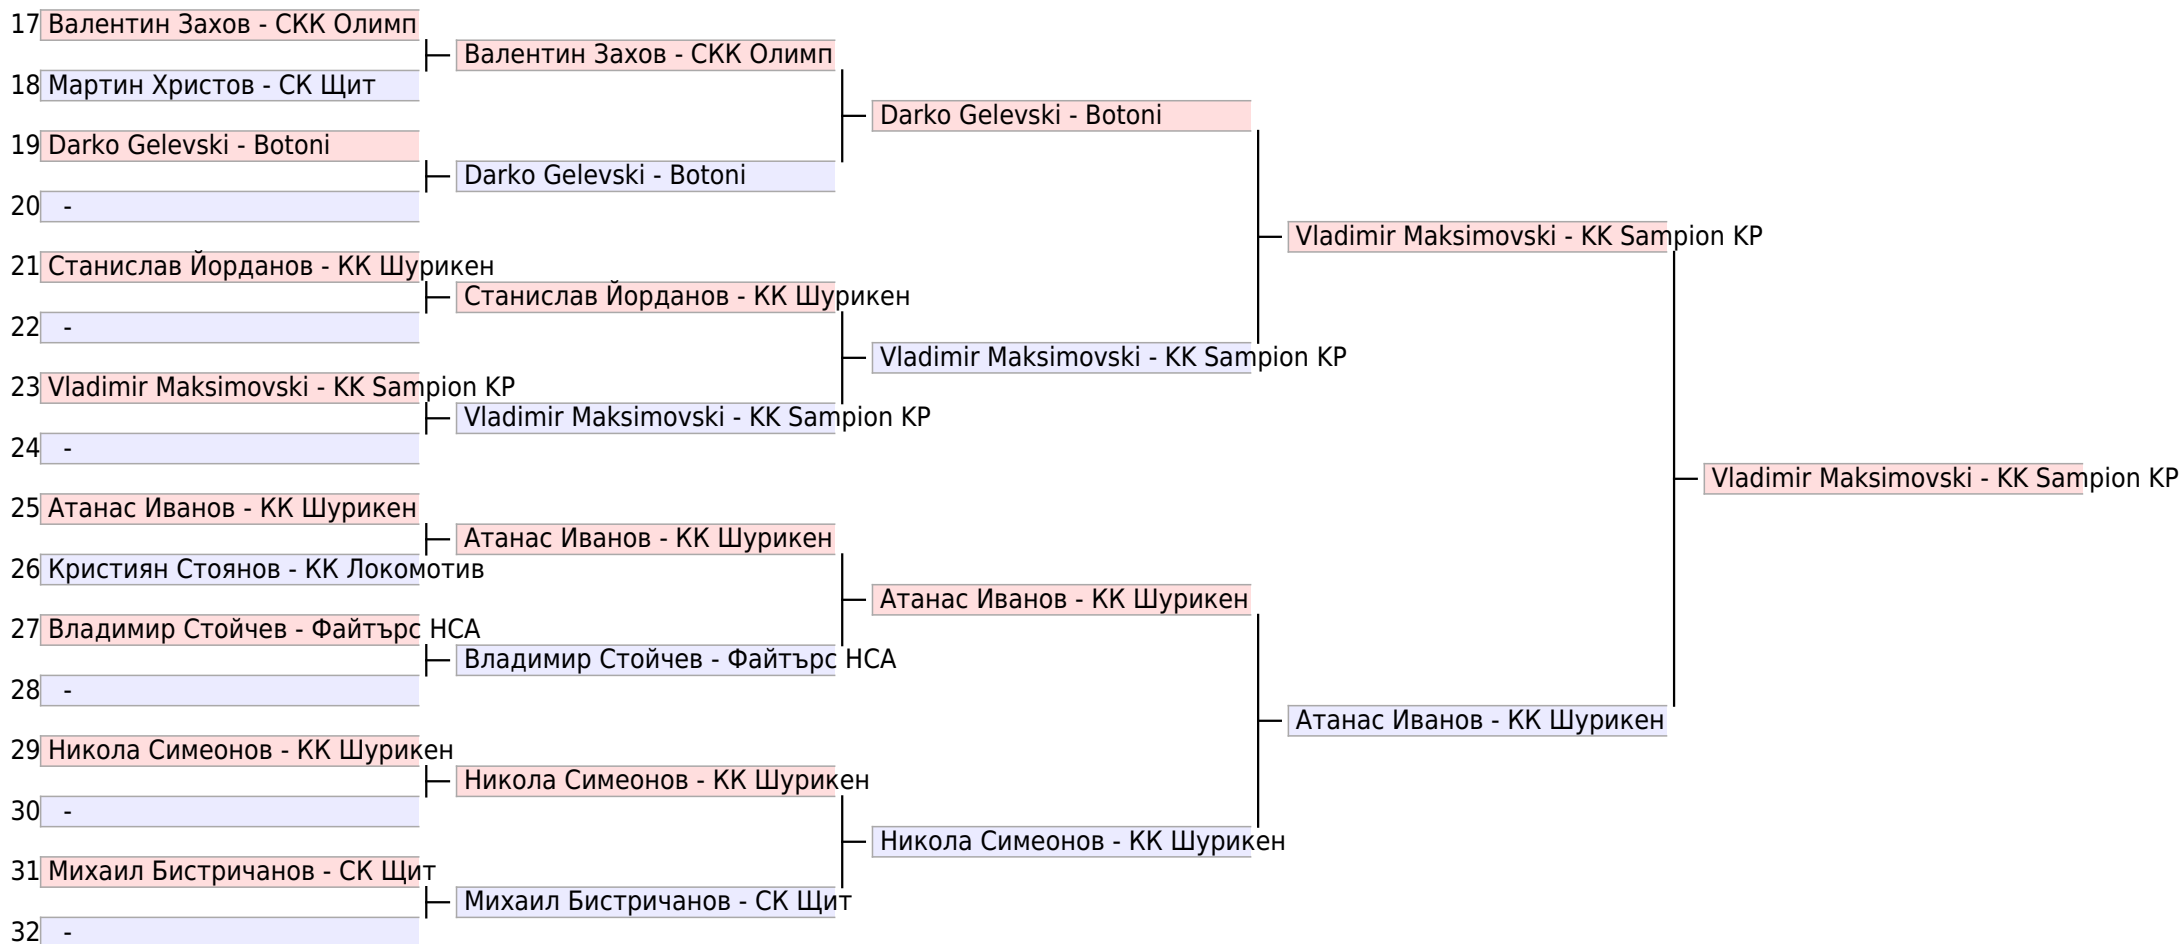 17 Валентин Захов - СКК Олимп
Валентин Захов - СКК Олимп
18 Мартин Христов - СК Щит
Darko Gelevski - Botoni
19 Darko Gelevski - Botoni
Darko Gelevski - Botoni
20 -
Vladimir Maksimovski - KK Sampion KP
21 Станислав Йорданов - КК Шурикен
Станислав Йорданов - КК Шурикен
22 -
Vladimir Maksimovski - KK Sampion KP
23 Vladimir Maksimovski - KK Sampion KP
Vladimir Maksimovski - KK Sampion KP
24 -
Vladimir Maksimovski - KK Sampion KP
25 Атанас Иванов - КК Шурикен
Атанас Иванов - КК Шурикен
26 Кристиян Стоянов - КК Локомотив
Атанас Иванов - КК Шурикен
27 Владимир Стойчев - Файтърс НСА
Владимир Стойчев - Файтърс НСА
28 -
Атанас Иванов - КК Шурикен
29 Никола Симеонов - КК Шурикен
Никола Симеонов - КК Шурикен
30 -
Никола Симеонов - КК Шурикен
31 Михаил Бистричанов - СК Щит
Михаил Бистричанов - СК Щит
32 -